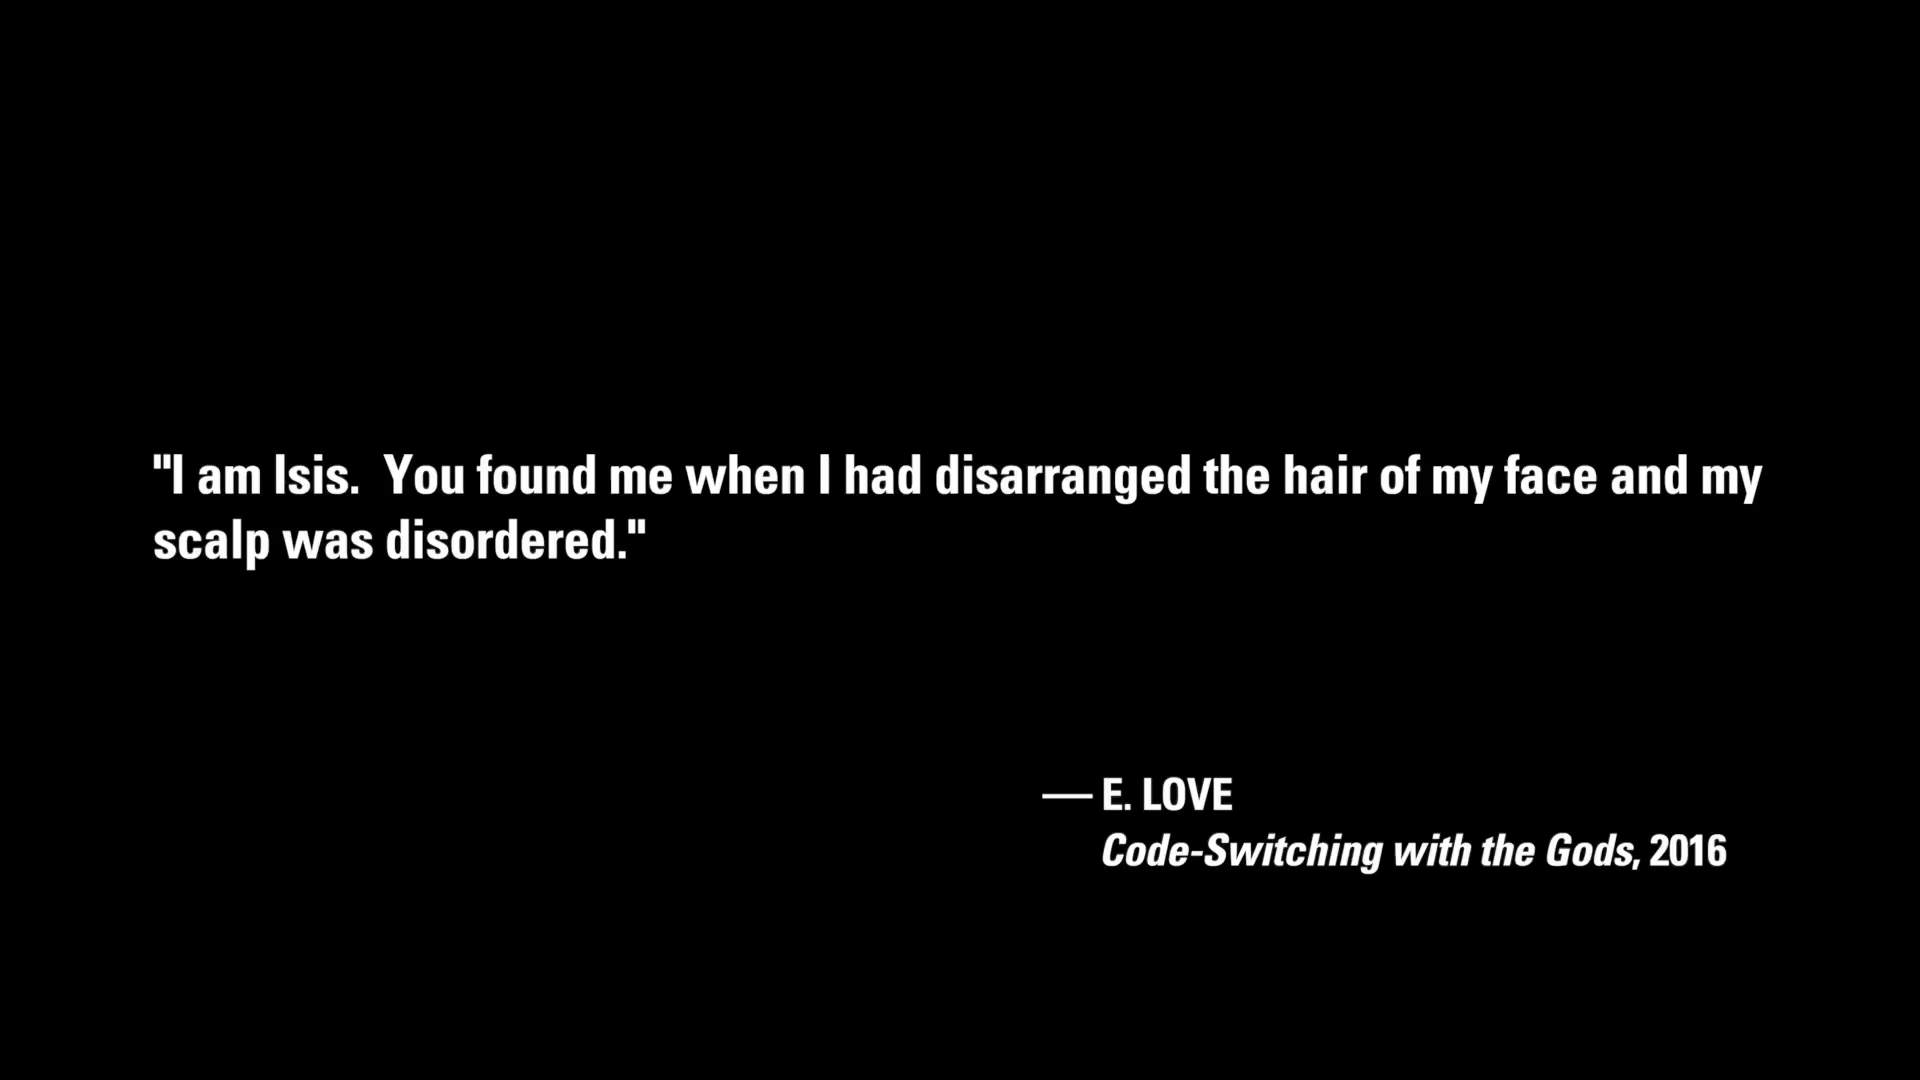 "I am Isis.  You found me when I had disarranged the hair of my face and my
scalp was disordered."
— E. LOVE
Code-Switching with the Gods, 2016